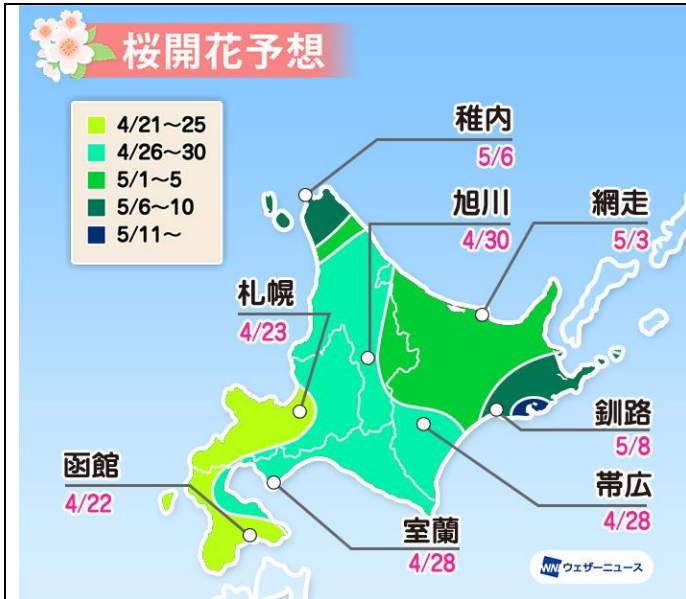 桜開花予想
4/21～25
4/26～30
5/1～5
5/6～10
5/11～
稚内
5/6
旭川
4/30
網走
5/3
札幌
4/23
釧路
5/8
函館
4/22
帯広
4/28
室蘭
4/28
WNI ウェザーニュース